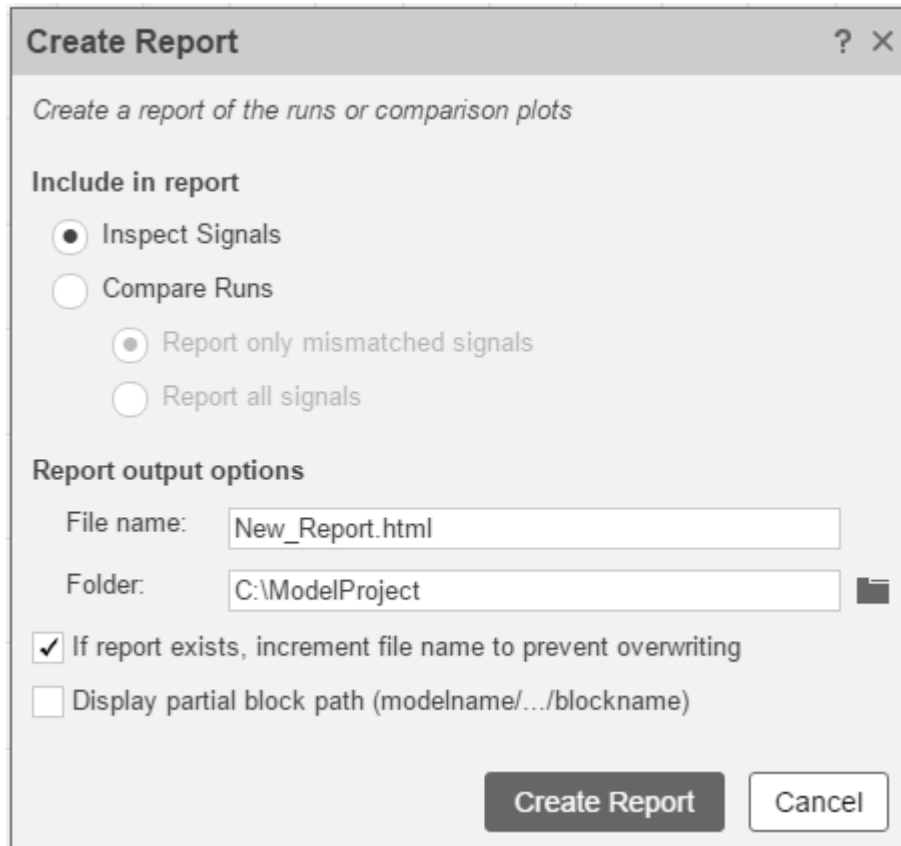 Create Report ? ×
Create a report of the runs or comparison plots
Include in report
Inspect Signals
Compare Runs
Report only mismatched signals
Report all signals
Report output options
File name: New_Report.html
Folder: C:\ModelProject
If report exists, increment file name to prevent overwriting
Display partial block path (modelname/.../blockname)
Create Report Cancel